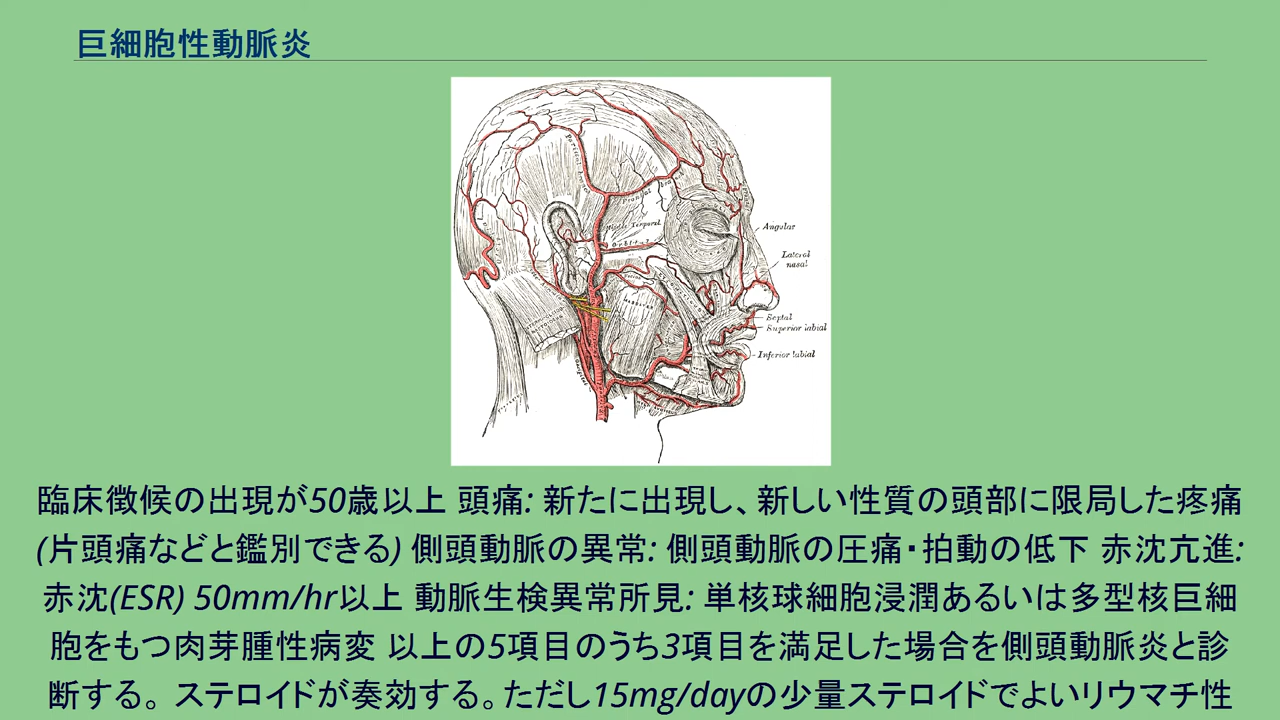 巨細胞性動脈炎
Parietal branch
Frontal branch
Middle Temporal
Orbital
Angular
Lateral
nasal
Septal
Superior labial
Inferior labial
臨床徴候の出現が50歳以上 頭痛: 新たに出現し、新しい性質の頭部に限局した疼痛
(片頭痛などと鑑別できる) 側頭動脈の異常: 側頭動脈の圧痛・拍動の低下 赤沈亢進:
赤沈(ESR) 50mm/hr以上 動脈生検異常所見: 単核球細胞浸潤あるいは多型核巨細
胞をもつ肉芽腫性病変 以上の5項目のうち3項目を満足した場合を側頭動脈炎と診
断する。 ステロイドが奏効する。ただし15mg/dayの少量ステロイドでよいリウマチ性